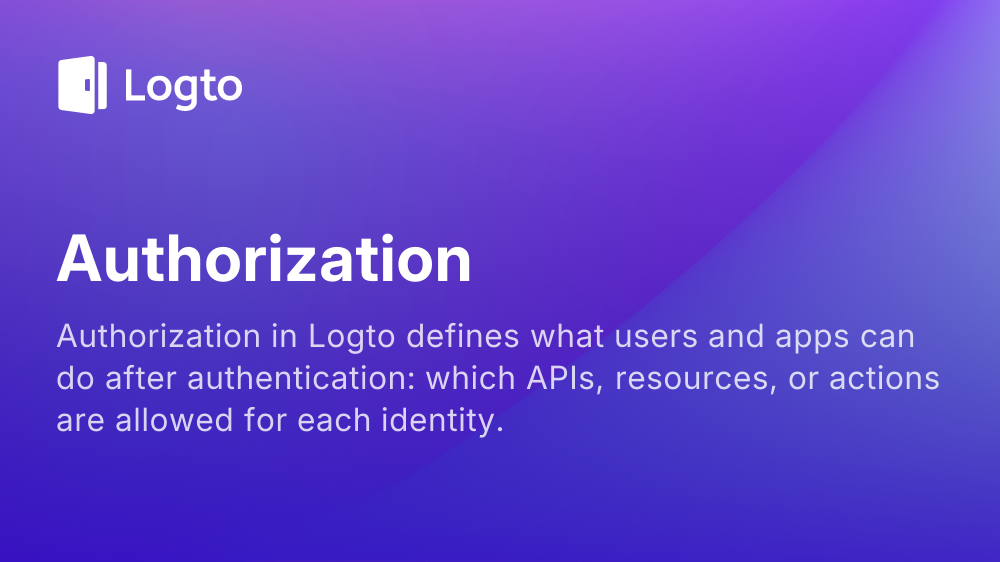 Logto
Authorization
Authorization in Logto defines what users and apps can
do after authentication: which APIs, resources, or actions
are allowed for each identity.